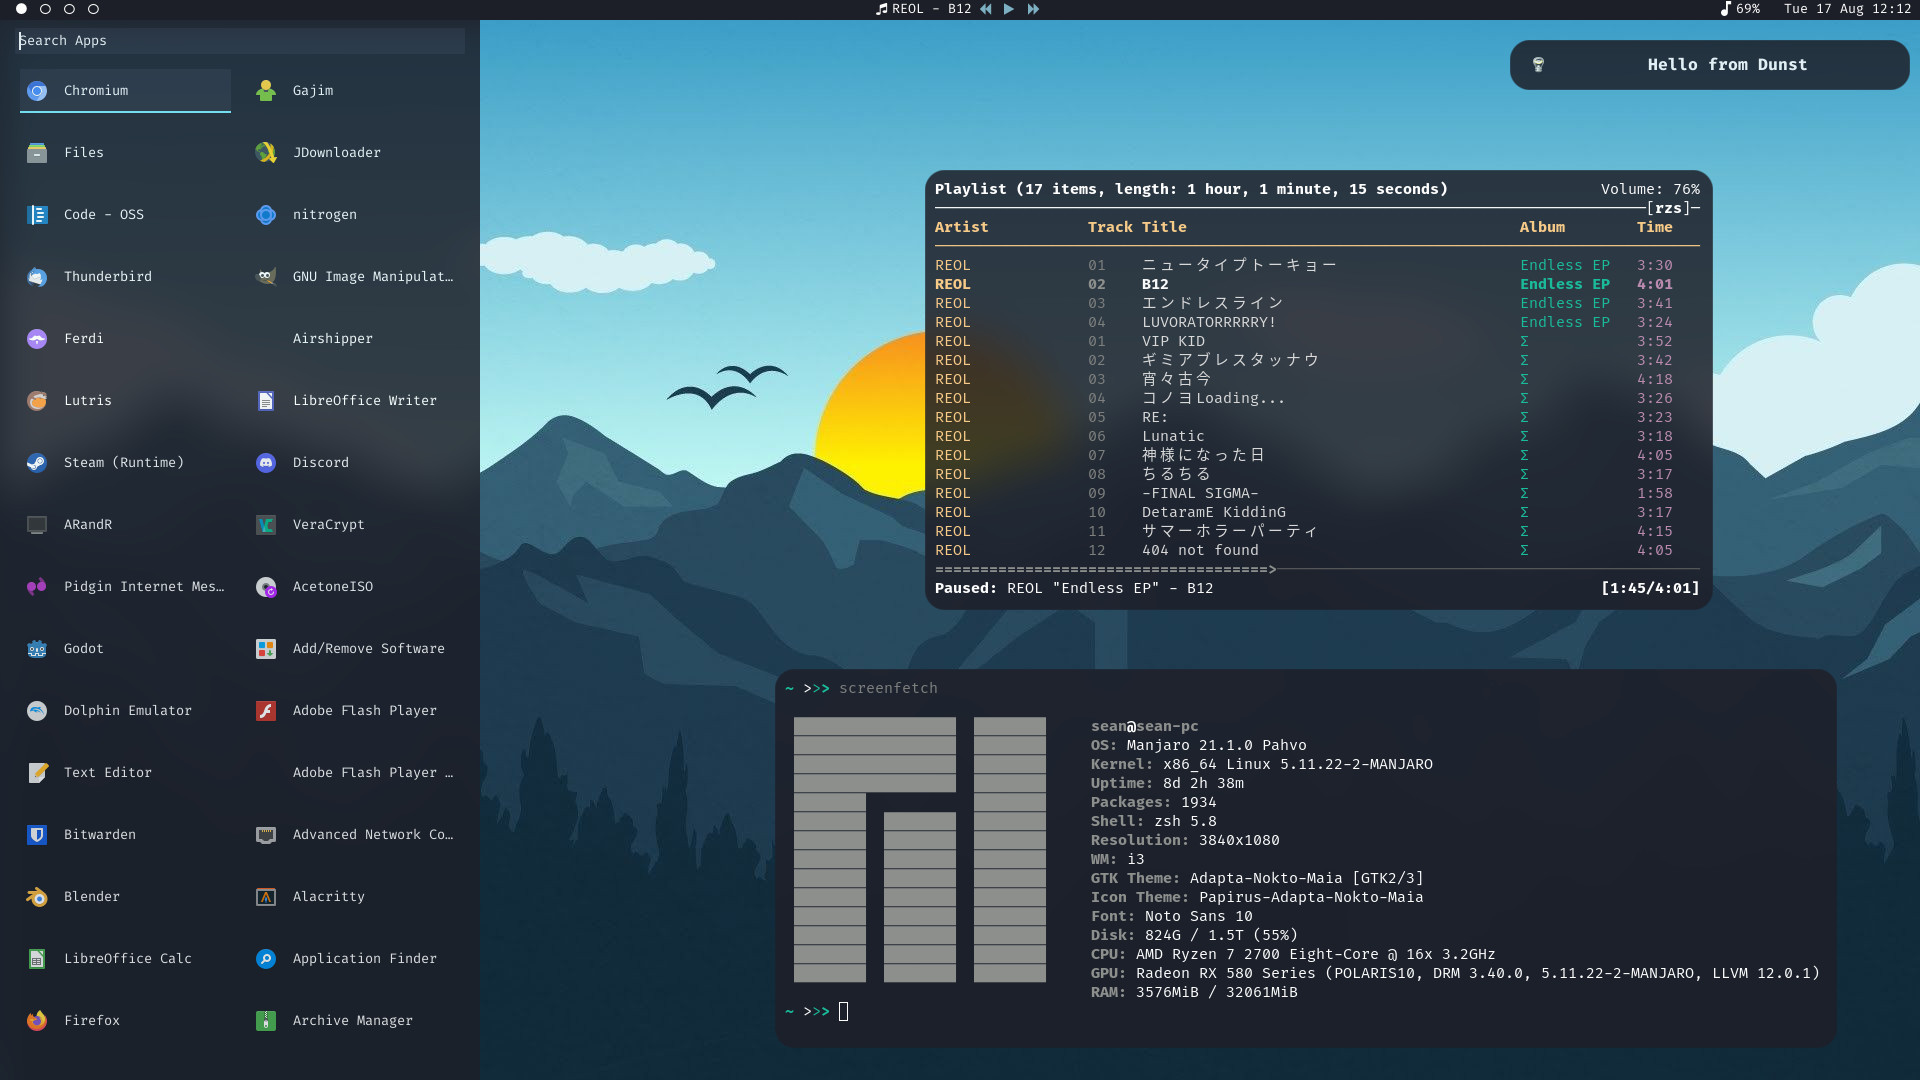 REOL - B12
69%
Tue 17 Aug 12:12
Search Apps
Chromium
Gajim
Files
JDownloader
Code - OSS
nitrogen
Thunderbird
GNU Image Manipulat…
Ferdi
Airshipper
Lutris
LibreOffice Writer
Steam (Runtime)
Discord
ARandR
VeraCrypt
Pidgin Internet Mes…
AcetoneISO
Godot
Add/Remove Software
Dolphin Emulator
Adobe Flash Player
Text Editor
Adobe Flash Player …
Bitwarden
Advanced Network Co…
Blender
Alacritty
LibreOffice Calc
Application Finder
Firefox
Archive Manager
Hello from Dunst
Playlist (17 items, length: 1 hour, 1 minute, 15 seconds) Volume: 76%
[rzs]
Artist Track Title Album Time
REOL 01 ニュータイプトーキョー Endless EP 3:30
REOL 02 B12 Endless EP 4:01
REOL 03 エンドレスライン Endless EP 3:41
REOL 04 LUVORATORRRRRY! Endless EP 3:24
REOL 01 VIP KID Σ 3:52
REOL 02 ギミアブレスタッナウ Σ 3:42
REOL 03 宵々古今 Σ 4:18
REOL 04 コノヨLoading... Σ 3:26
REOL 05 RE: Σ 3:23
REOL 06 Lunatic Σ 3:18
REOL 07 神様になった日 Σ 4:05
REOL 08 ちるちる Σ 3:17
REOL 09 -FINAL SIGMA- Σ 1:58
REOL 10 DetaramE KiddinG Σ 3:17
REOL 11 サマーホラーパーティ Σ 4:15
REOL 12 404 not found Σ 4:05
=====================================>
Paused: REOL "Endless EP" - B12 [1:45/4:01]
~ >>> screenfetch
sean@sean-pc
OS: Manjaro 21.1.0 Pahvo
Kernel: x86_64 Linux 5.11.22-2-MANJARO
Uptime: 8d 2h 38m
Packages: 1934
Shell: zsh 5.8
Resolution: 3840x1080
WM: i3
GTK Theme: Adapta-Nokto-Maia [GTK2/3]
Icon Theme: Papirus-Adapta-Nokto-Maia
Font: Noto Sans 10
Disk: 824G / 1.5T (55%)
CPU: AMD Ryzen 7 2700 Eight-Core @ 16x 3.2GHz
GPU: Radeon RX 580 Series (POLARIS10, DRM 3.40.0, 5.11.22-2-MANJARO, LLVM 12.0.1)
RAM: 3576MiB / 32061MiB
~ >>>